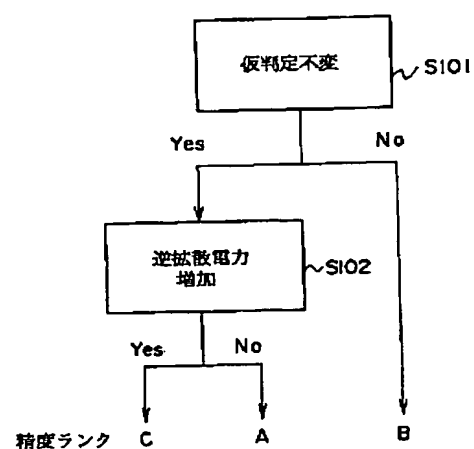 仮判定不変
S101
Yes
No
逆拡散電力
増加
S102
Yes
No
精度ランク C A B